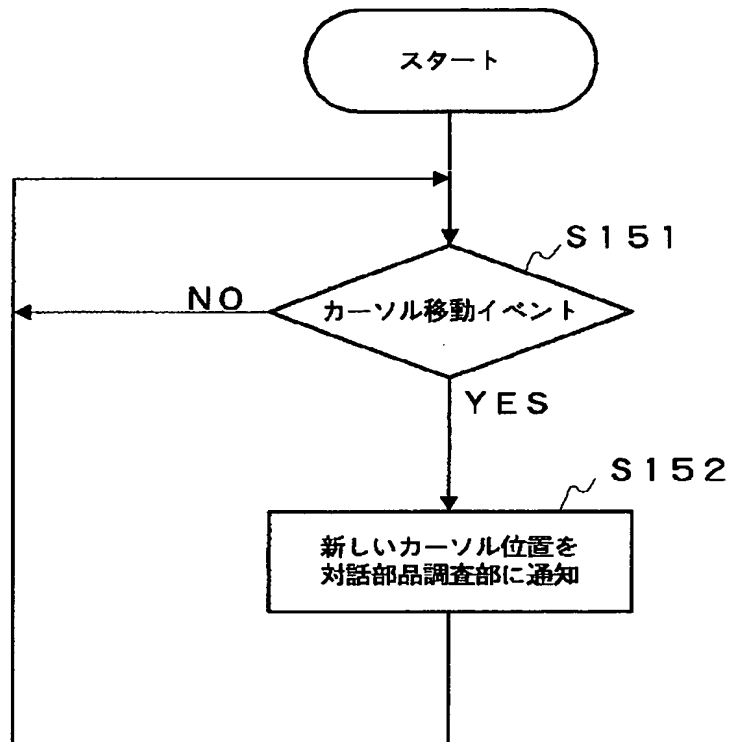 スタート
S151
NO
カーソル移動イベント
YES
S152
新しいカーソル位置を
対話部品調査部に通知